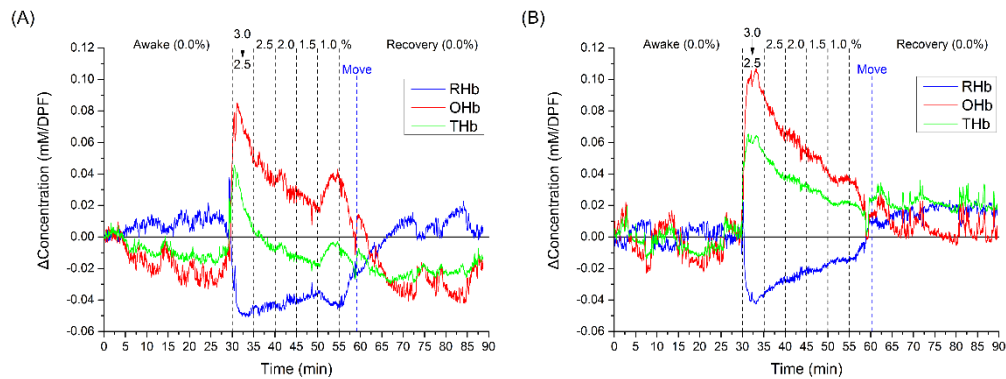 (A)
Awake (0.0%)
3.0
2.5
2.5 2.0 1.5 1.0 %
Recovery (0.0%)
Move
RHb
OHb
THb
0.12
0.10
0.08
0.06
0.04
0.02
0.00
-0.02
-0.04
-0.06
ΔConcentration (mM/DPF)
0 5 10 15 20 25 30 35 40 45 50 55 60 65 70 75 80 85 90
Time (min)
(B)
Awake (0.0%)
3.0
2.5
2.5 2.0 1.5 1.0 %
Recovery (0.0%)
Move
RHb
OHb
THb
0.12
0.10
0.08
0.06
0.04
0.02
0.00
-0.02
-0.04
-0.06
ΔConcentration (mM/DPF)
0 5 10 15 20 25 30 35 40 45 50 55 60 65 70 75 80 85 90
Time (min)